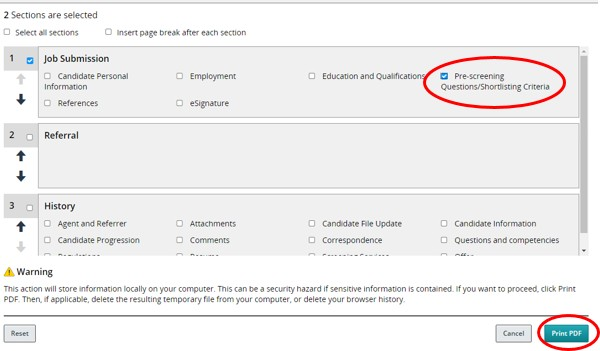 2 Sections are selected
Select all sections Insert page break after each section
1 Job Submission
Candidate Personal Information Employment Education and Qualifications Pre-screening Questions/Shortlisting Criteria
References eSignature
2 Referral
3 History
Agent and Referrer Attachments Candidate File Update Candidate Information
Candidate Progression Comments Correspondence Questions and competencies
Warning
This action will store information locally on your computer. This can be a security hazard if sensitive information is contained. If you want to proceed, click Print
PDF. Then, if applicable, delete the resulting temporary file from your computer, or delete your browser history.
Reset Cancel Print PDF